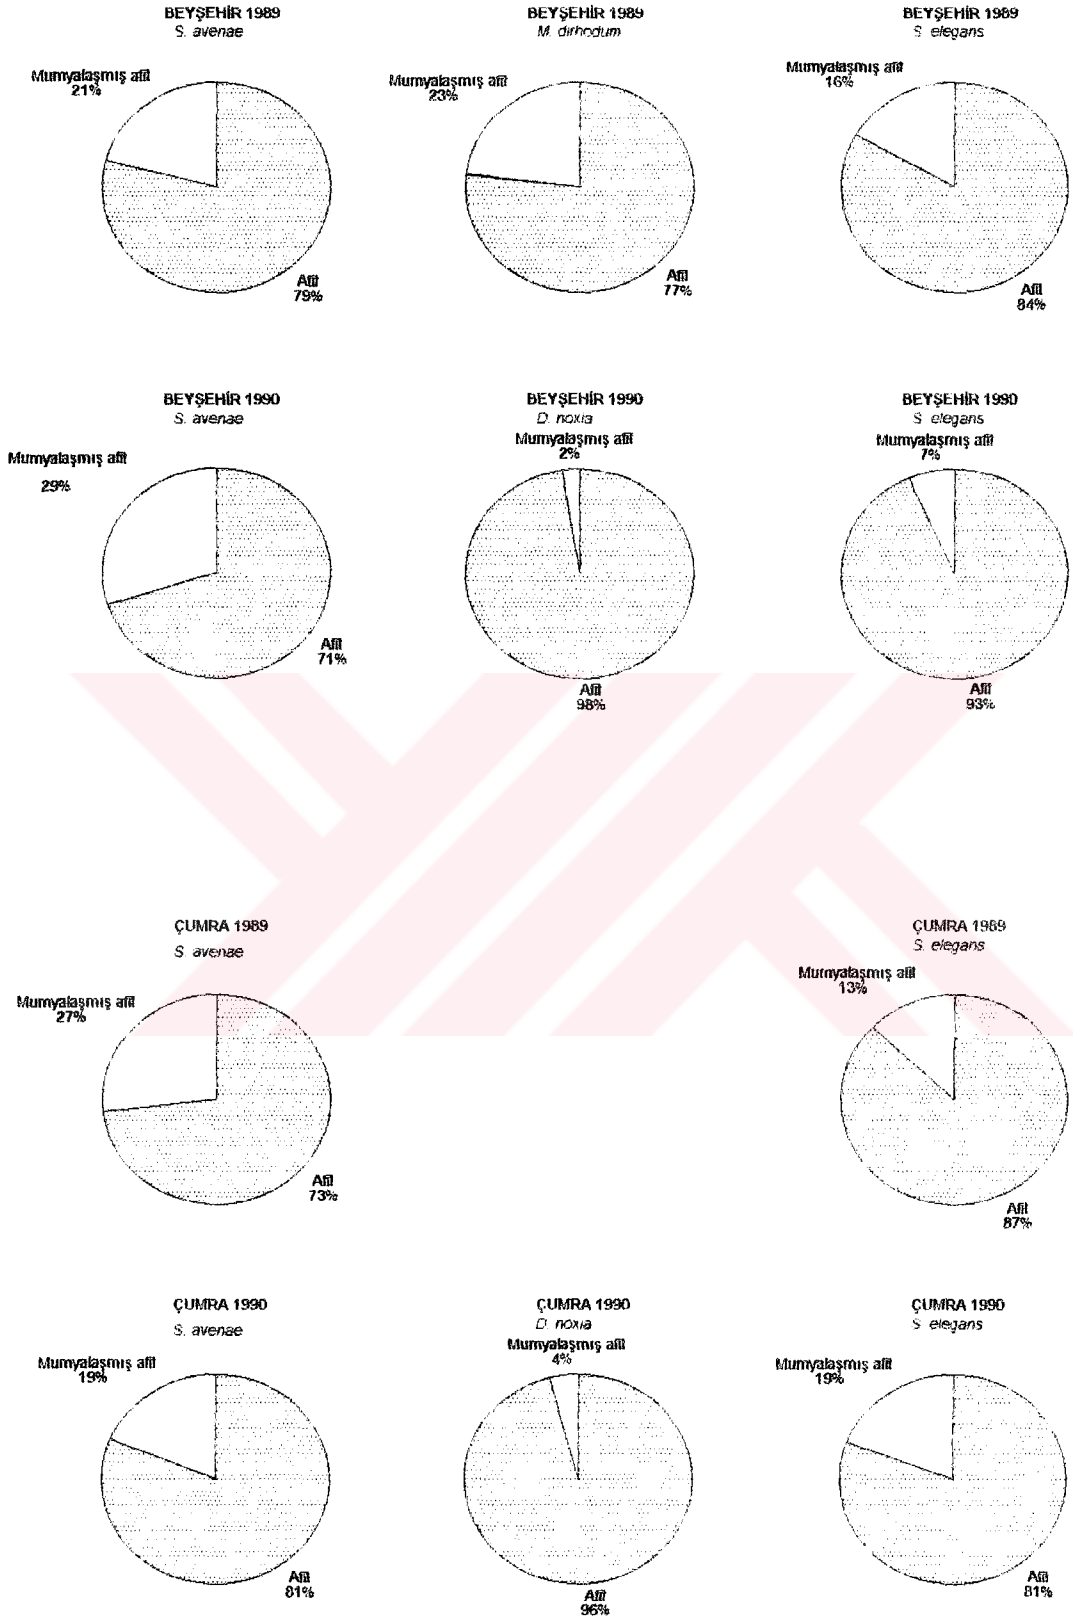 BEYŞEHİR 1989
S. avenae
Mumyalaşmış afit
21%
Afit
79%
BEYŞEHİR 1989
M. dirhodum
Mumyalaşmış afit
23%
Afit
77%
BEYŞEHİR 1989
S. elegans
Mumyalaşmış afit
16%
Afit
84%
BEYŞEHİR 1990
S. avenae
Mumyalaşmış afit
29%
Afit
71%
BEYŞEHİR 1990
D. noxia
Mumyalaşmış afit
2%
Afit
98%
BEYŞEHİR 1990
S. elegans
Mumyalaşmış afit
7%
Afit
93%
ÇUMRA 1989
S. avenae
Mumyalaşmış afit
27%
Afit
73%
ÇUMRA 1989
S. elegans
Mumyalaşmış afit
13%
Afit
87%
ÇUMRA 1990
S. avenae
Mumyalaşmış afit
19%
Afit
81%
ÇUMRA 1990
D. noxia
Mumyalaşmış afit
4%
Afit
96%
ÇUMRA 1990
S. elegans
Mumyalaşmış afit
19%
Afit
81%